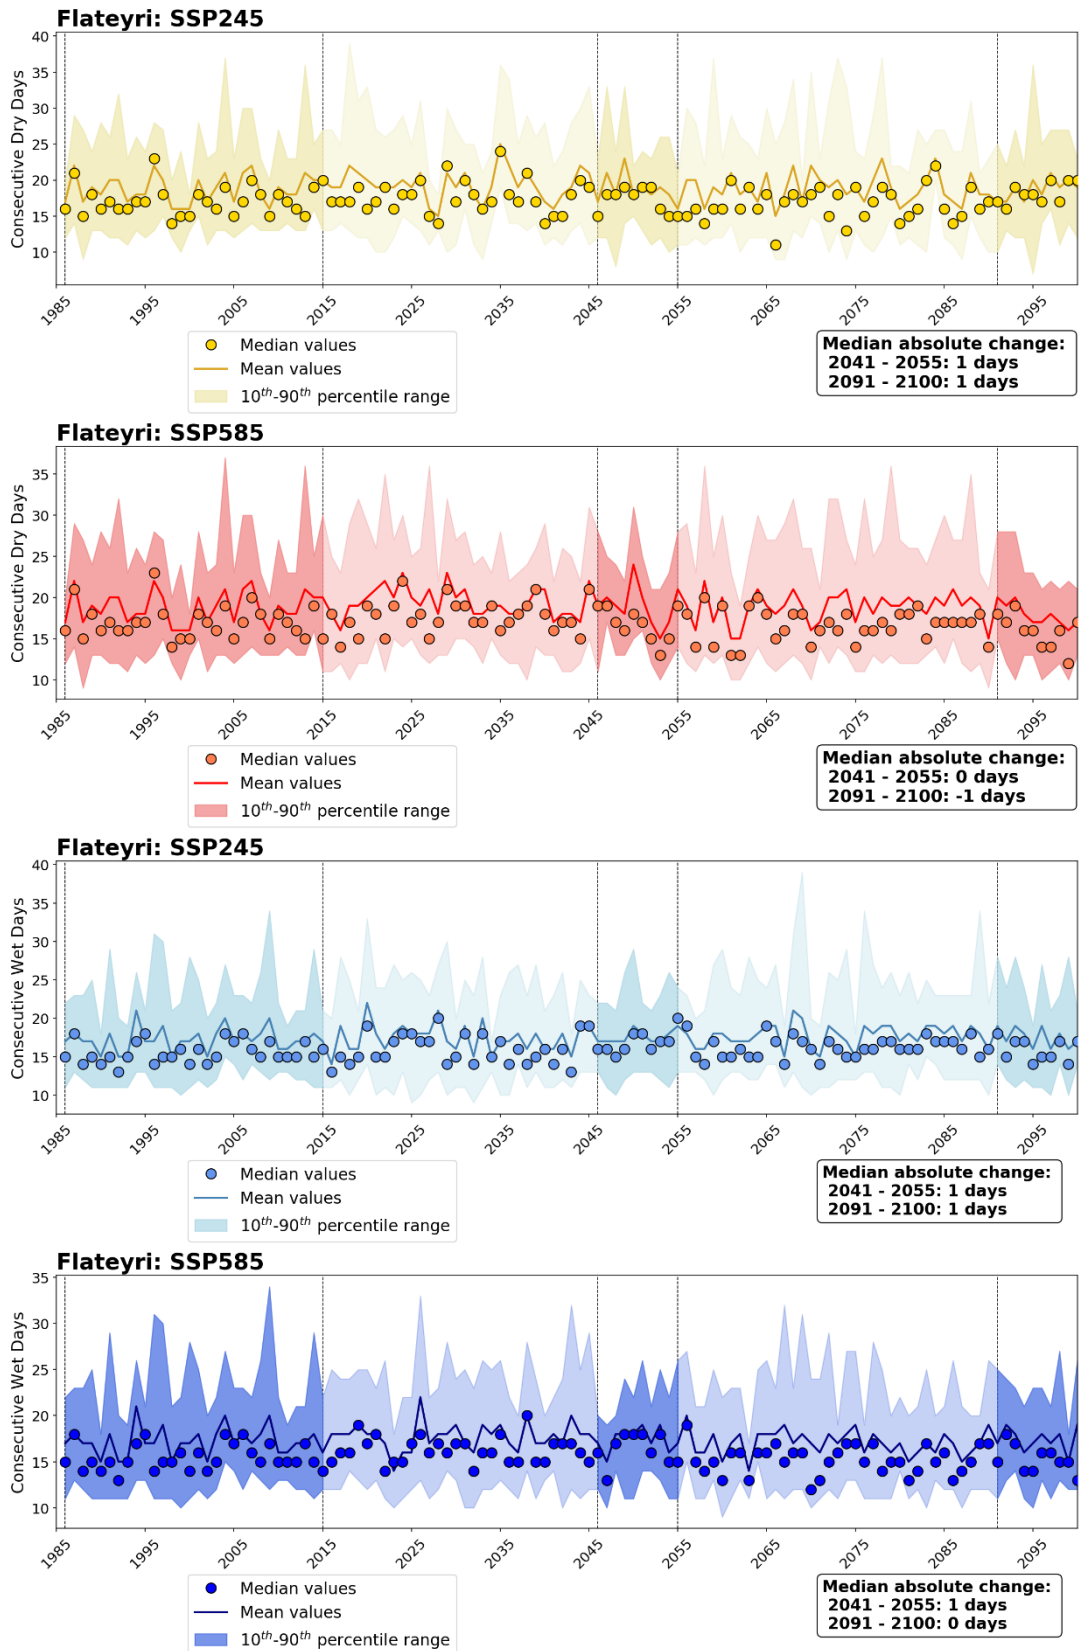 Flateyri: SSP245
Consecutive Dry Days
40
35
30
25
20
15
10
1985
1995
2005
2015
2025
2035
2045
2055
2065
2075
2085
2095
Median values
Mean values
10th-90th percentile range
Median absolute change:
2041 - 2055: 1 days
2091 - 2100: 1 days
Flateyri: SSP585
Consecutive Dry Days
35
30
25
20
15
10
1985
1995
2005
2015
2025
2035
2045
2055
2065
2075
2085
2095
Median values
Mean values
10th-90th percentile range
Median absolute change:
2041 - 2055: 0 days
2091 - 2100: -1 days
Flateyri: SSP245
Consecutive Wet Days
40
35
30
25
20
15
10
1985
1995
2005
2015
2025
2035
2045
2055
2065
2075
2085
2095
Median values
Mean values
10th-90th percentile range
Median absolute change:
2041 - 2055: 1 days
2091 - 2100: 1 days
Flateyri: SSP585
Consecutive Wet Days
35
30
25
20
15
10
1985
1995
2005
2015
2025
2035
2045
2055
2065
2075
2085
2095
Median values
Mean values
10th-90th percentile range
Median absolute change:
2041 - 2055: 1 days
2091 - 2100: 0 days